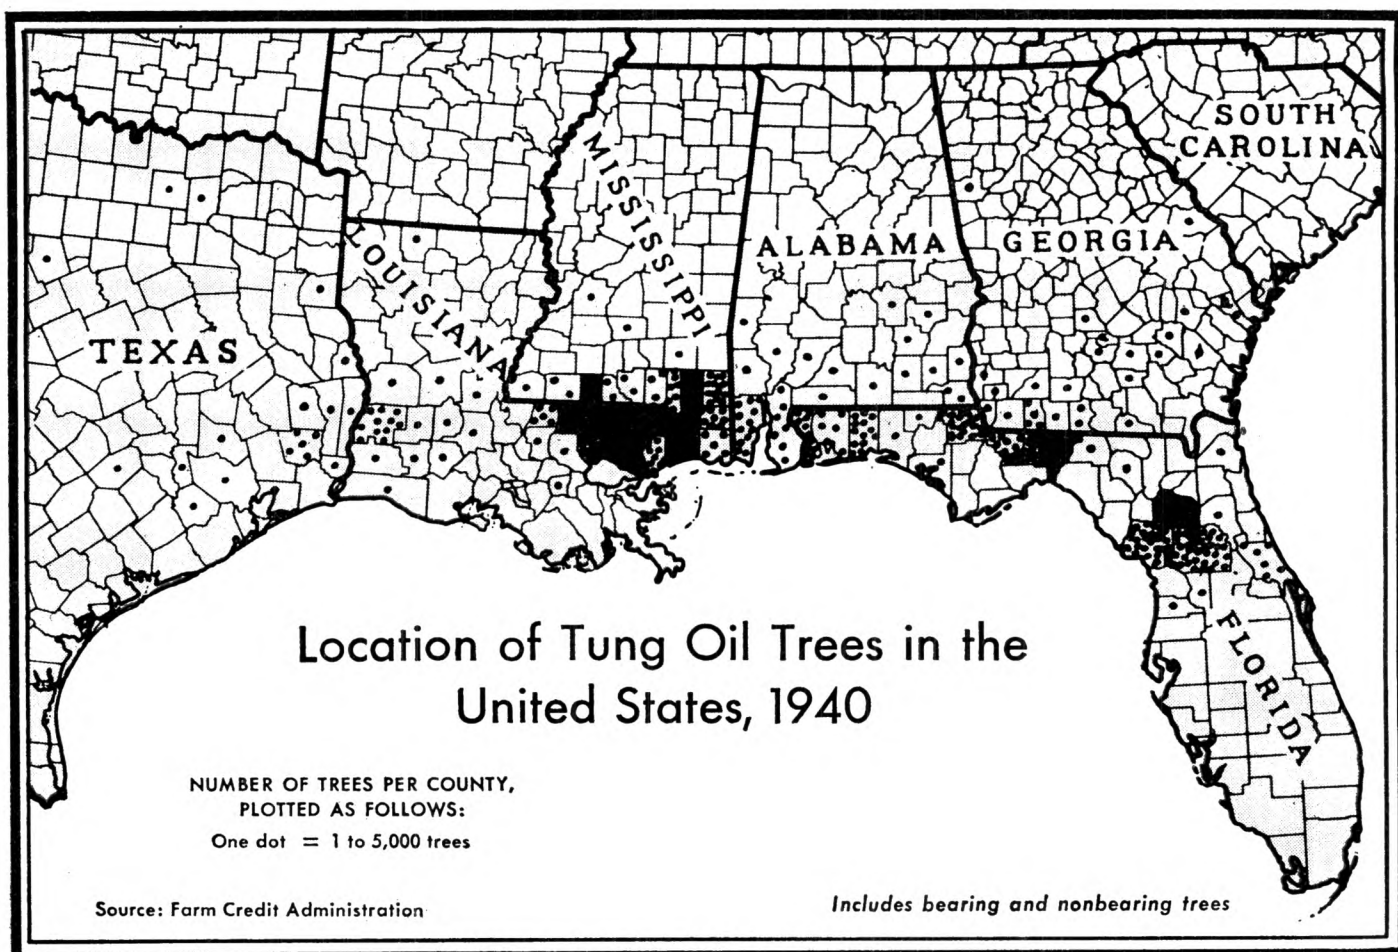 SOUTH
CAROLINA
MISSISSIPPI
ALABAMA
GEORGIA
LOUISIANA
TEXAS
FLORIDA
Location of Tung Oil Trees in the
United States, 1940
NUMBER OF TREES PER COUNTY,
PLOTTED AS FOLLOWS:
One dot = 1 to 5,000 trees
Source: Farm Credit Administration
Includes bearing and nonbearing trees